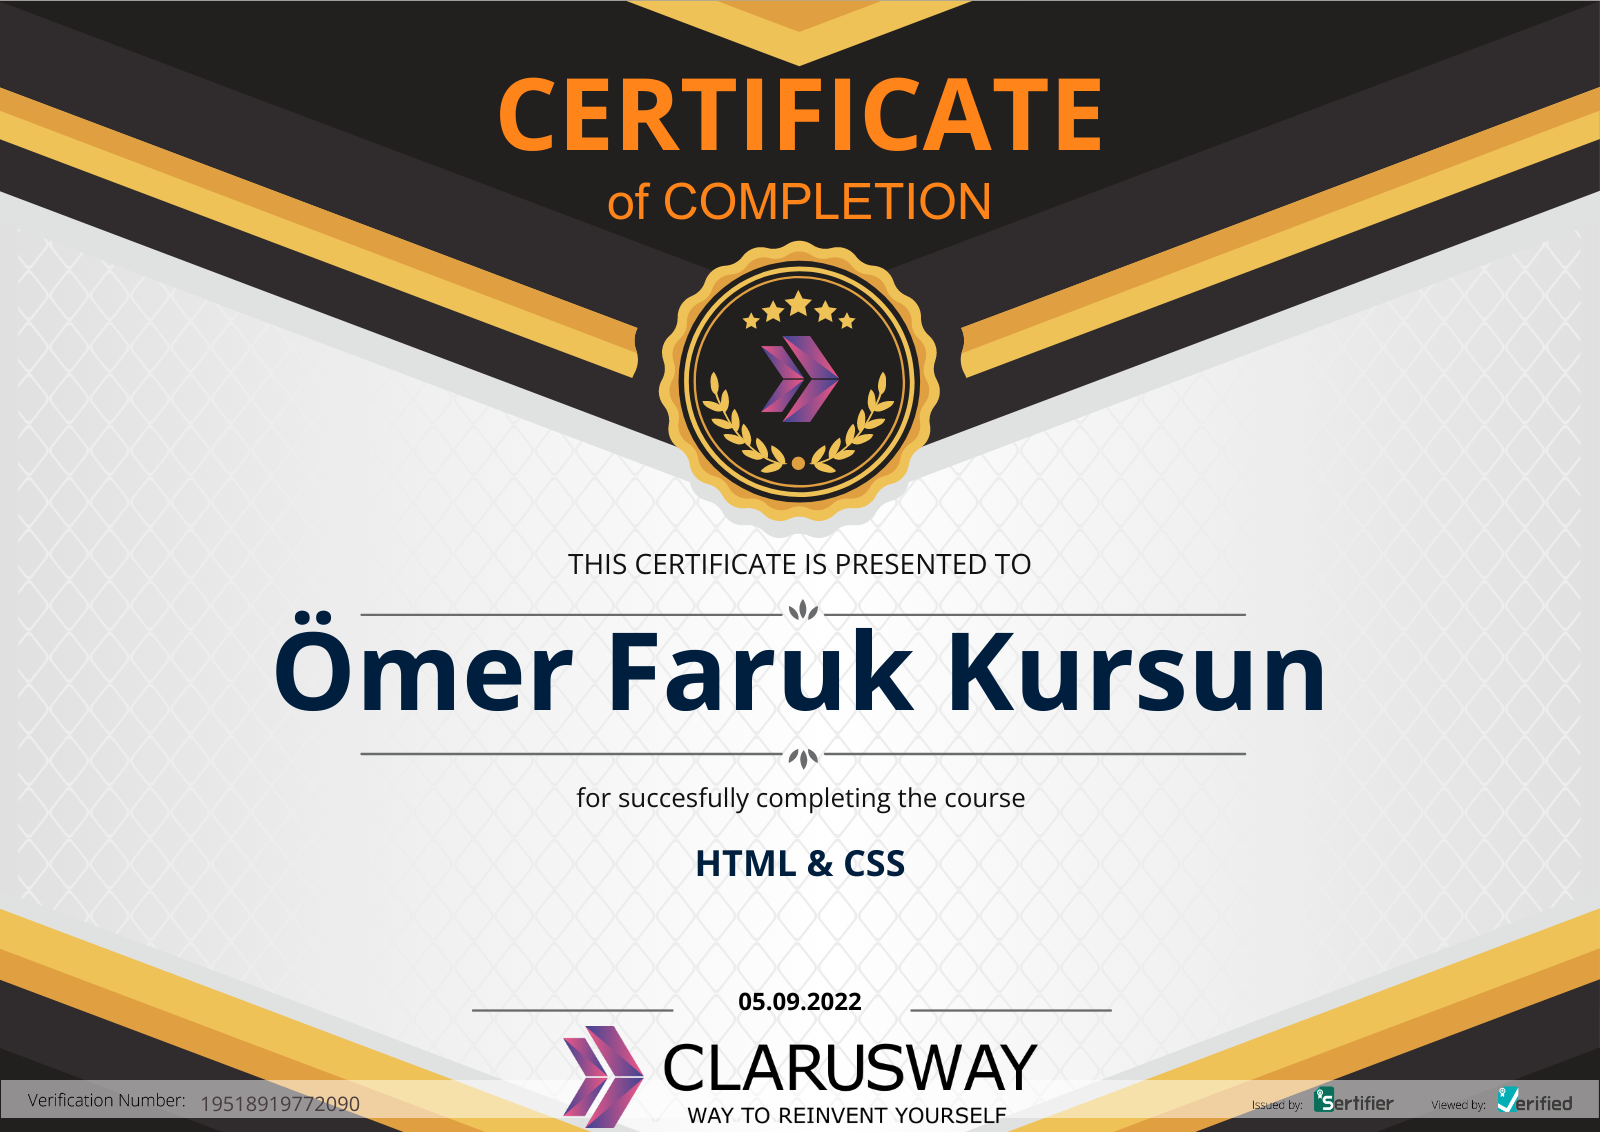 CERTIFICATE
of COMPLETION
THIS CERTIFICATE IS PRESENTED TO
Ömer Faruk Kursun
for succesfully completing the course
HTML & CSS
05.09.2022
CLARUSWAY
WAY TO REINVENT YOURSELF
Verification Number: 19518919772090
Issued by: Sertifier
Viewed by: Verified